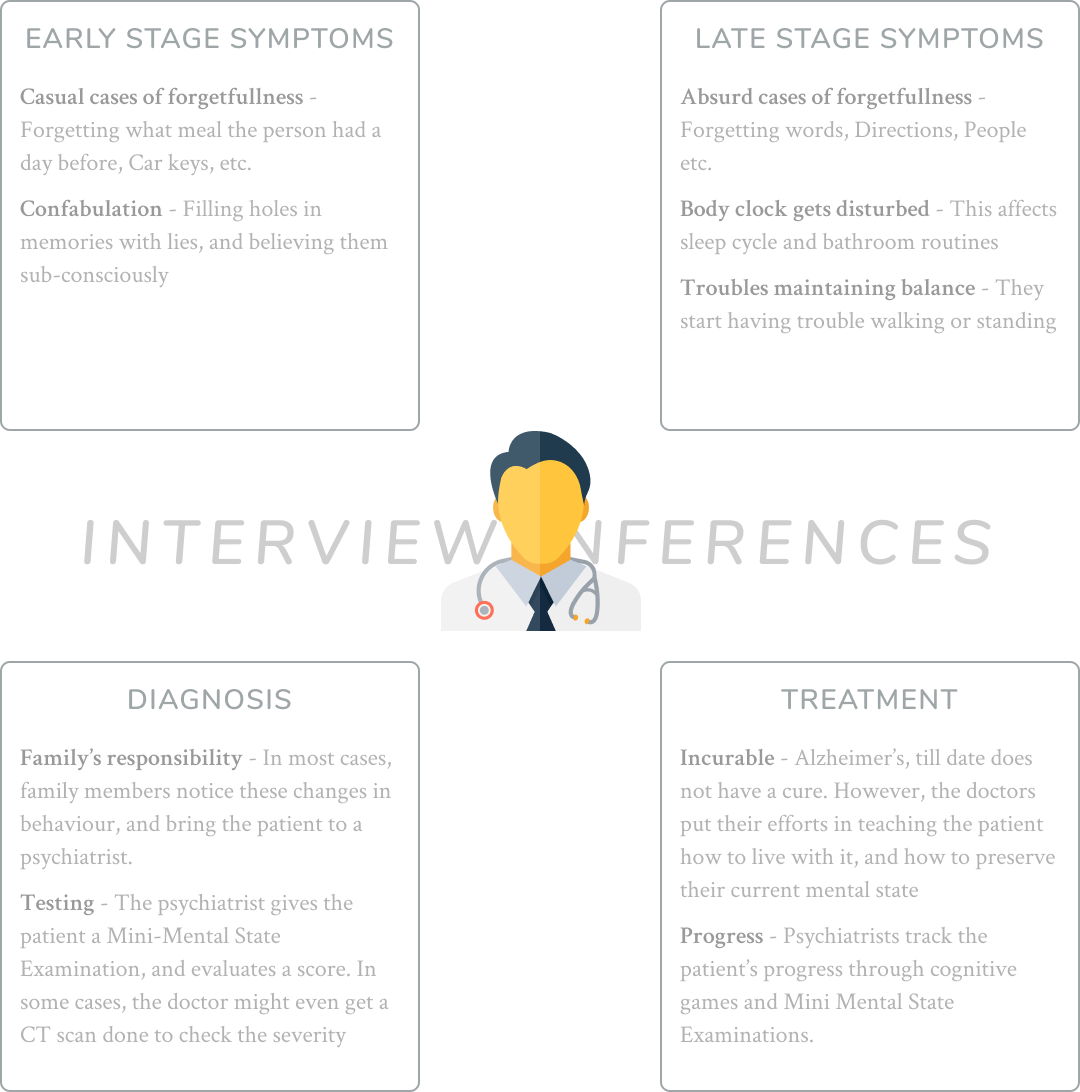 EARLY STAGE SYMPTOMS
Casual cases of forgetfullness -
Forgetting what meal the person had a
day before, Car keys, etc.
Confabulation - Filling holes in
memories with lies, and believing them
sub-consciously
LATE STAGE SYMPTOMS
Absurd cases of forgetfullness -
Forgetting words, Directions, People
etc.
Body clock gets disturbed - This affects
sleep cycle and bathroom routines
Troubles maintaining balance - They
start having trouble walking or standing
INTERVIEW INFERENCES
DIAGNOSIS
Family’s responsibility - In most cases,
family members notice these changes in
behaviour, and bring the patient to a
psychiatrist.
Testing - The psychiatrist gives the
patient a Mini-Mental State
Examination, and evaluates a score. In
some cases, the doctor might even get a
CT scan done to check the severity
TREATMENT
Incurable - Alzheimer’s, till date does
not have a cure. However, the doctors
put their efforts in teaching the patient
how to live with it, and how to preserve
their current mental state
Progress - Psychiatrists track the
patient’s progress through cognitive
games and Mini Mental State
Examinations.